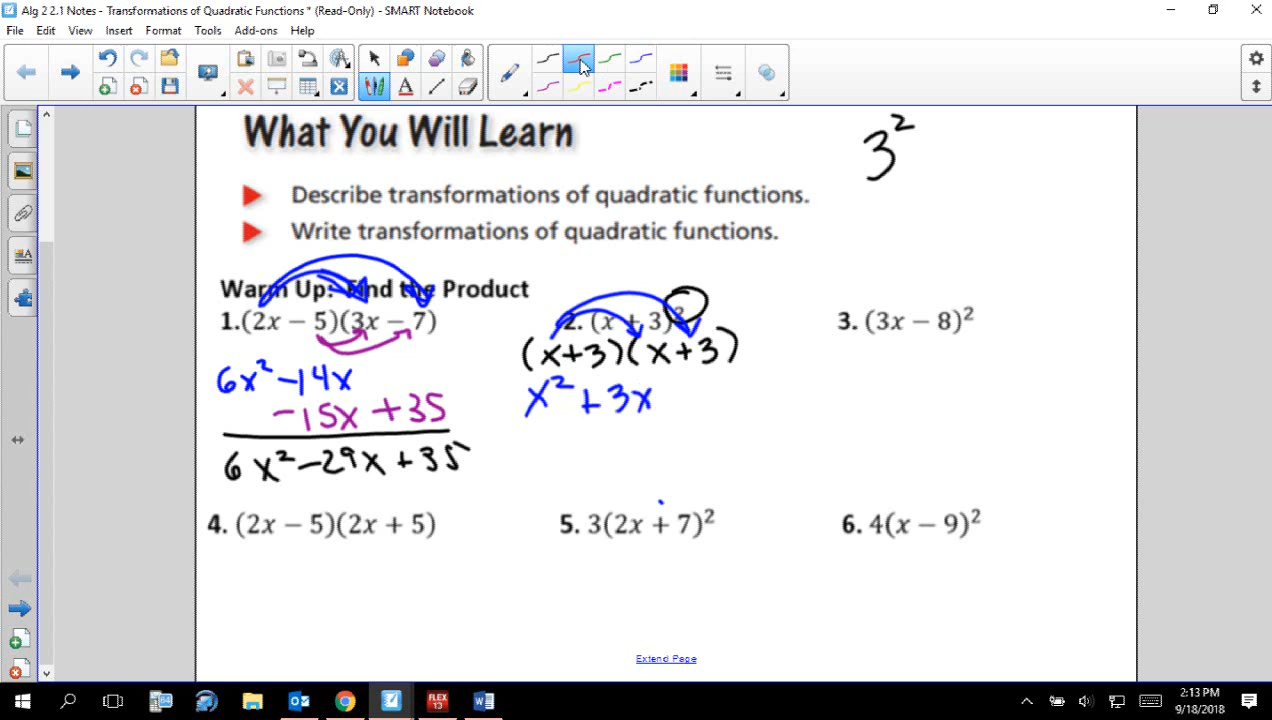 Alg 2 2.1 Notes - Transformations of Quadratic Functions * (Read-Only) - SMART Notebook
File Edit View Insert Format Tools Add-ons Help
What You Will Learn
3²
Describe transformations of quadratic functions.
Write transformations of quadratic functions.
Warm Up: Find the Product
1.(2x − 5)(3x − 7)
6x² -14x
-15x +35
6x² -29x +35
2. (x + 3)²
(x+3)(x+3)
x² + 3x
3. (3x − 8)²
4. (2x − 5)(2x + 5)
5. 3(2x + 7)²
6. 4(x − 9)²
Extend Page
FLEX 13
2:13 PM
9/18/2018